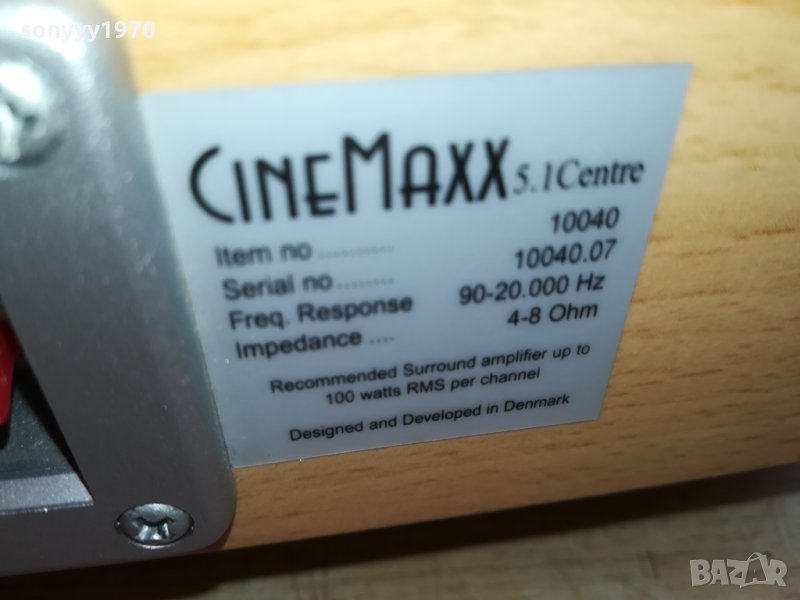 sonyyy1970
CINEMAXX 5.1Centre
Item no ............ 10040
Serial no ........ 10040.07
Freq. Response 90-20.000 Hz
Impedance .... 4-8 Ohm
Recommended Surround amplifier up to
100 watts RMS per channel
Designed and Developed in Denmark
BAZAR